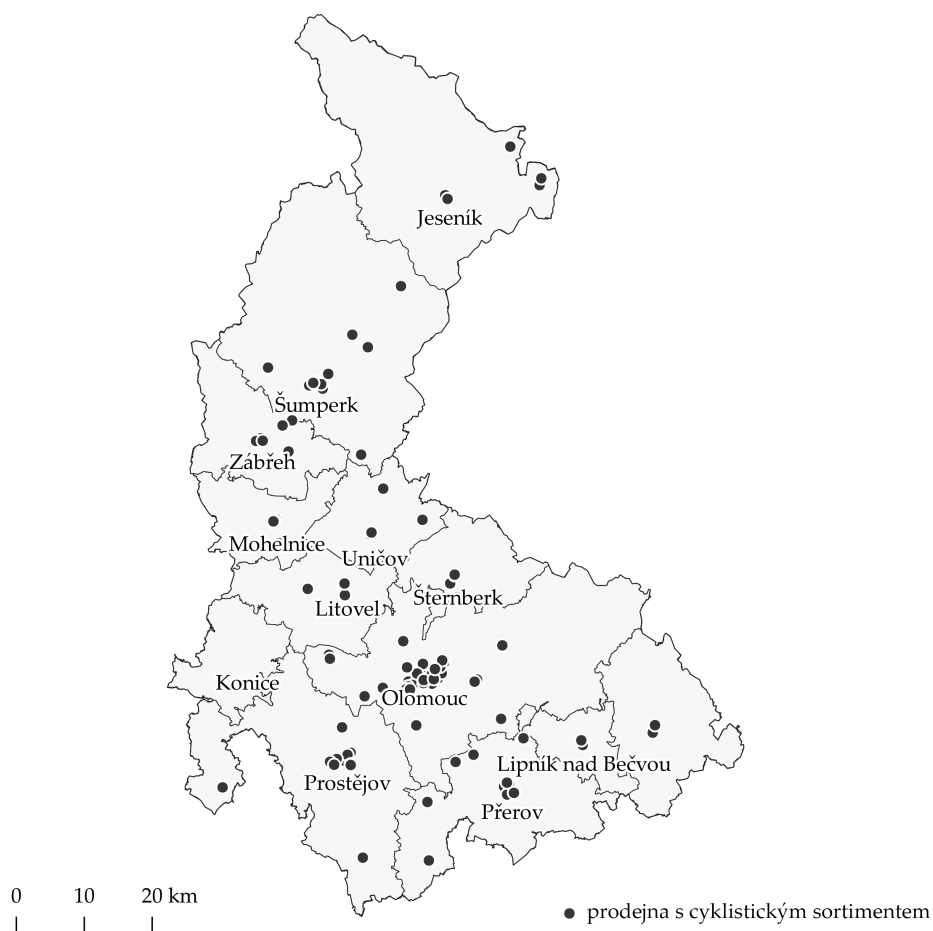 Jeseník
Šumperk
Zábřeh
Mohelnice
Uničov
Šternberk
Litovel
Konice
Olomouc
Lipník nad Bečvou
Prostějov
Přerov
0 10 20 km
prodejna s cyklistickým sortimentem